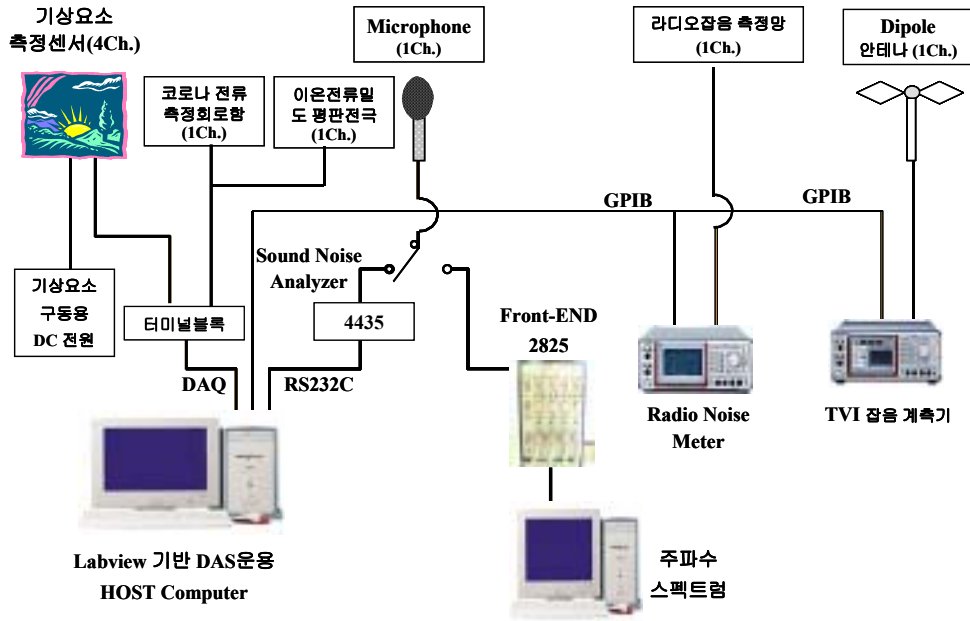 기상요소
측정센서(4Ch.)
코로나 전류
측정회로함
(1Ch.)
이온전류밀
도 평판전극
(1Ch.)
Microphone
(1Ch.)
라디오잡음 측정망
(1Ch.)
Dipole
안테나 (1Ch.)
GPIB
GPIB
기상요소
구동용
DC 전원
터미널블록
Sound Noise
Analyzer
4435
Front-END
2825
DAQ
RS232C
Radio Noise
Meter
TVI 잡음 계측기
Labview 기반 DAS운용
HOST Computer
주파수
스펙트럼